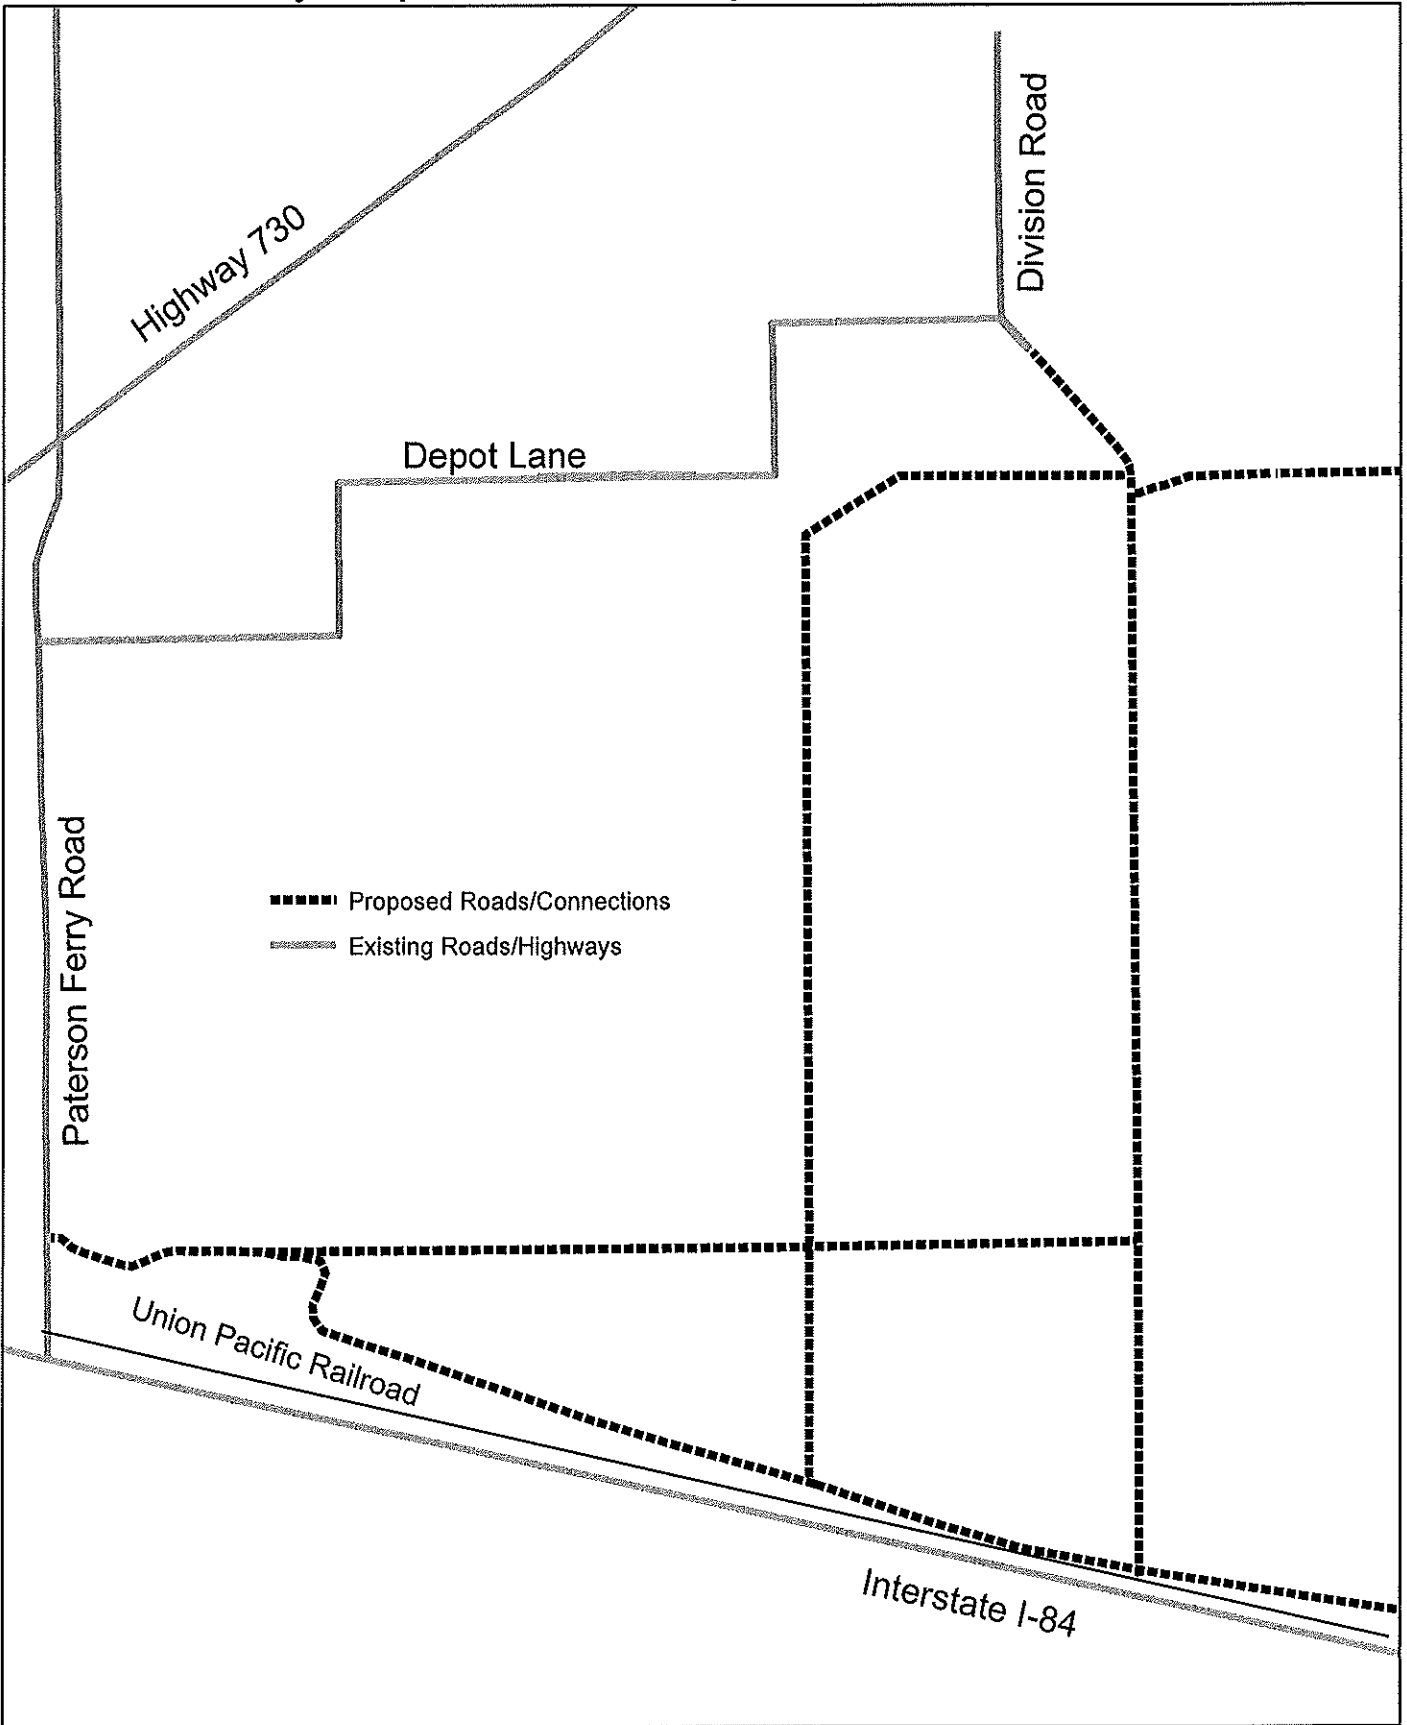 Division Road
Highway 730
Depot Lane
Paterson Ferry Road
Proposed Roads/Connections
Existing Roads/Highways
Union Pacific Railroad
Interstate I-84